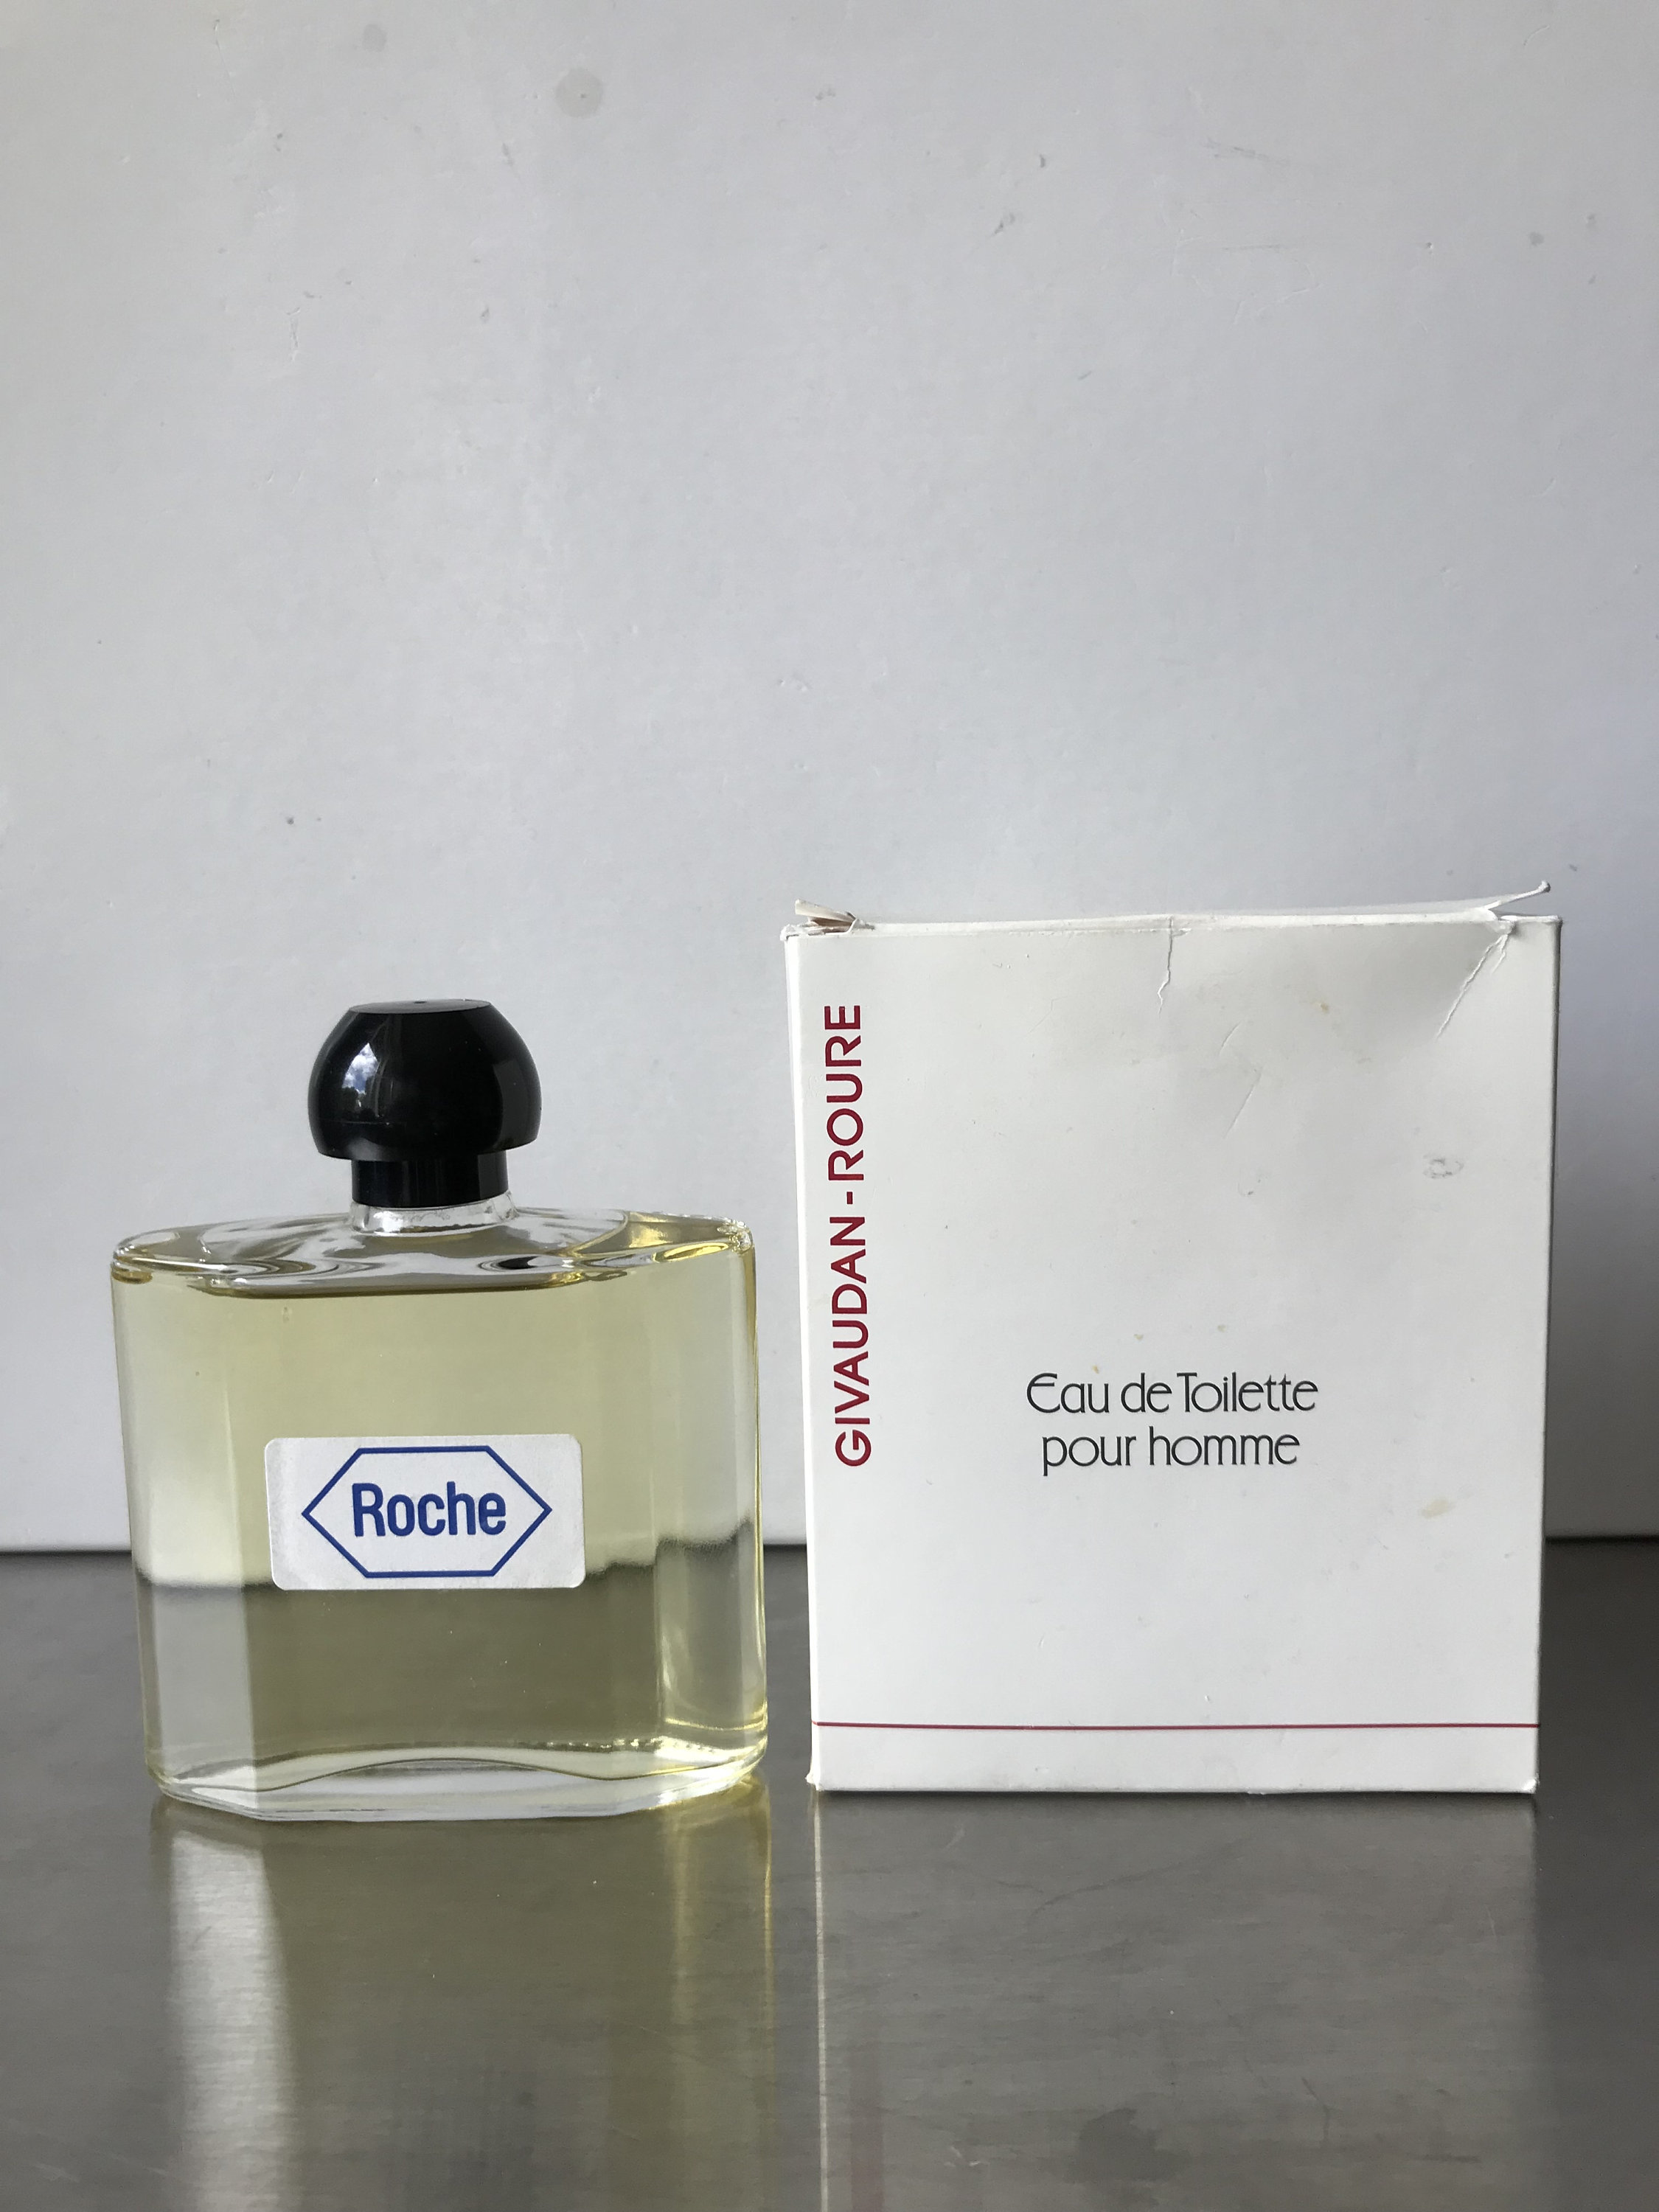 Roche
GIVAUDAN-ROURE
Eau de Toilette
pour homme